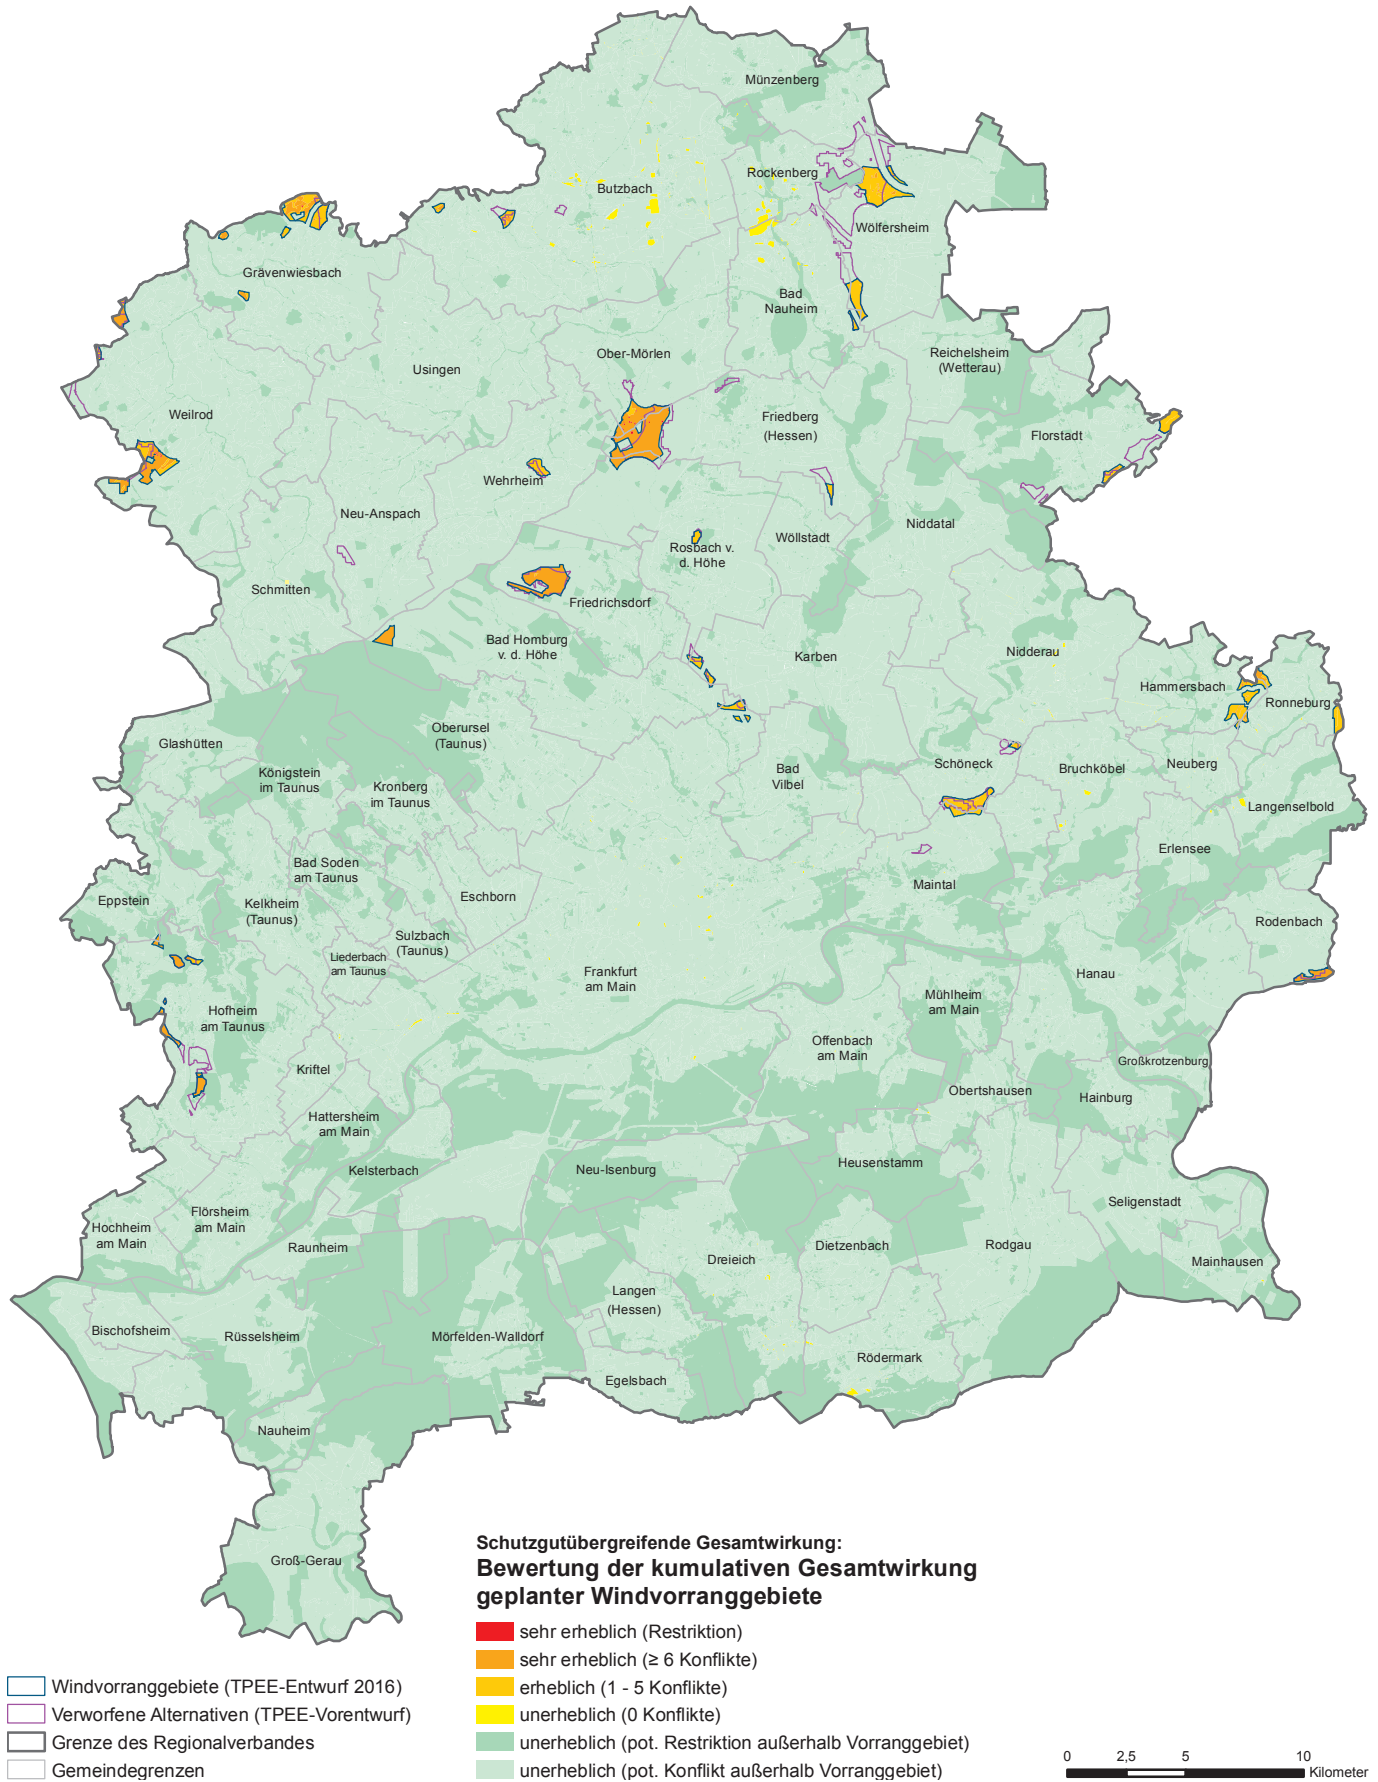 Münzenberg
Rockenberg
Butzbach
Wölfersheim
Grävenwiesbach
Bad
Nauheim
Ober-Mörlen
Reichelsheim
(Wetterau)
Usingen
Weilrod
Friedberg
(Hessen)
Florstadt
Wehrheim
Neu-Anspach
Niddatal
Wöllstadt
Rosbach v.
d. Höhe
Schmitten
Friedrichsdorf
Bad Homburg
v. d. Höhe
Karben
Nidderau
Hammersbach
Ronneburg
Oberursel
(Taunus)
Glashütten
Königstein
im Taunus
Kronberg
im Taunus
Bad
Vilbel
Schöneck
Bruchköbel
Neuberg
Langenselbold
Erlensee
Bad Soden
am Taunus
Eschborn
Maintal
Eppstein
Kelkheim
(Taunus)
Rodenbach
Sulzbach
(Taunus)
Liederbach
am Taunus
Frankfurt
am Main
Hanau
Mühlheim
am Main
Hofheim
am Taunus
Offenbach
am Main
Großkrotzenburg
Kriftel
Obertshausen
Hainburg
Hattersheim
am Main
Kelsterbach
Neu-Isenburg
Heusenstamm
Seligenstadt
Flörsheim
am Main
Hochheim
am Main
Raunheim
Dreieich
Dietzenbach
Rodgau
Mainhausen
Langen
(Hessen)
Bischofsheim
Rüsselsheim
Mörfelden-Walldorf
Rödermark
Egelsbach
Nauheim
Groß-Gerau
Schutzgutübergreifende Gesamtwirkung:
Bewertung der kumulativen Gesamtwirkung
geplanter Windvorranggebiete
sehr erheblich (Restriktion)
sehr erheblich (≥ 6 Konflikte)
erheblich (1 - 5 Konflikte)
unerheblich (0 Konflikte)
unerheblich (pot. Restriktion außerhalb Vorranggebiet)
unerheblich (pot. Konflikt außerhalb Vorranggebiet)
Windvorranggebiete (TPEE-Entwurf 2016)
Verworfene Alternativen (TPEE-Vorentwurf)
Grenze des Regionalverbandes
Gemeindegrenzen
0 2,5 5 10
Kilometer